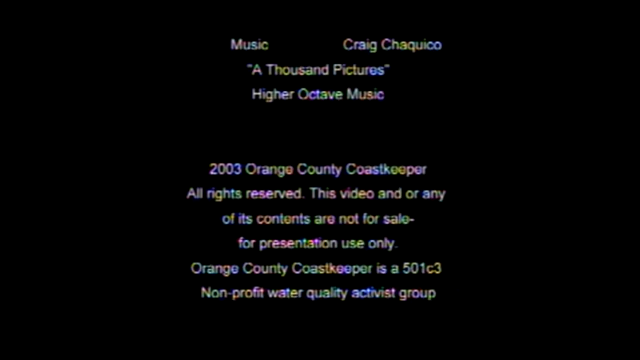 Music Craig Chaquico
"A Thousand Pictures"
Higher Octave Music
2003 Orange County Coastkeeper
All rights reserved. This video and or any
of its contents are not for sale-
for presentation use only.
Orange County Coastkeeper is a 501c3
Non-profit water quality activist group